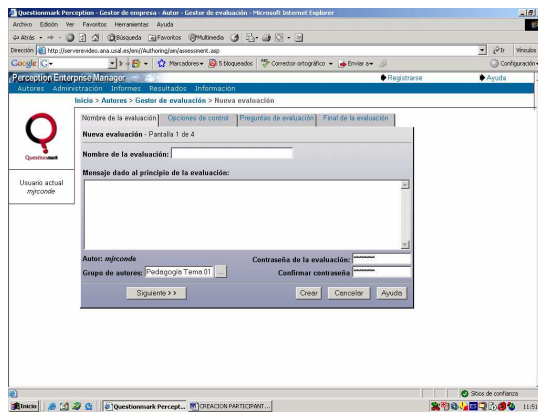 Questionmark Perception - Gestor de empresa - Autor - Gestor de evaluación - Microsoft Internet Explorer
Archivo Edición Ver Favoritos Herramientas Ayuda
Atrás Búsqueda Favoritos Multimedia
Dirección http://serverevideo.ana.usal.es/em//Authoring/am/assessment.asp Ir Vínculos
Google G Ir Marcadores 5 bloqueados Corrector ortográfico Enviar a Configuración
Perception Enterprise Manager Registrarse Ayuda
Autores Administración Informes Resultados Información
Inicio > Autores > Gestor de evaluación > Nueva evaluación
Nombre de la evaluación Opciones de control Preguntas de evaluación Final de la evaluación
Nueva evaluación - Pantalla 1 de 4
Nombre de la evaluación:
Questionmark
Mensaje dado al principio de la evaluación:
Usuario actual
mjrconde
Autor: mjrconde Contraseña de la evaluación: **********
Grupo de autores: Pedagogía Tema 01 ... Confirmar contraseña **********
Siguiente >> Crear Cancelar Ayuda
Sitios de confianza
Inicio Questionmark Percept... CREACION PARTICIPANT... 11:51